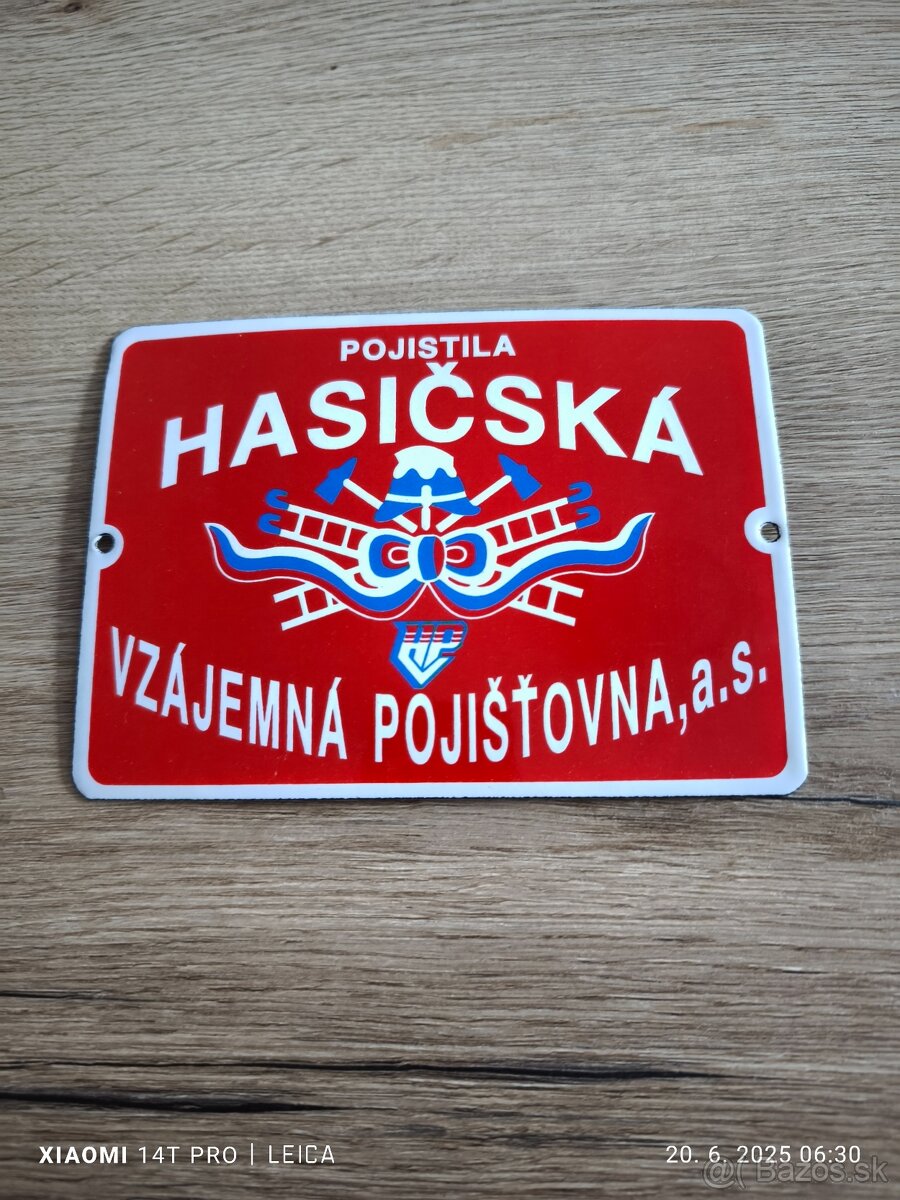 POJISTILA
HASIČSKÁ
HVP
VZÁJEMNÁ POJIŠŤOVNA,a.s.
XIAOMI 14T PRO | LEICA
20. 6. 2025 06:30
@( Bazos.sk